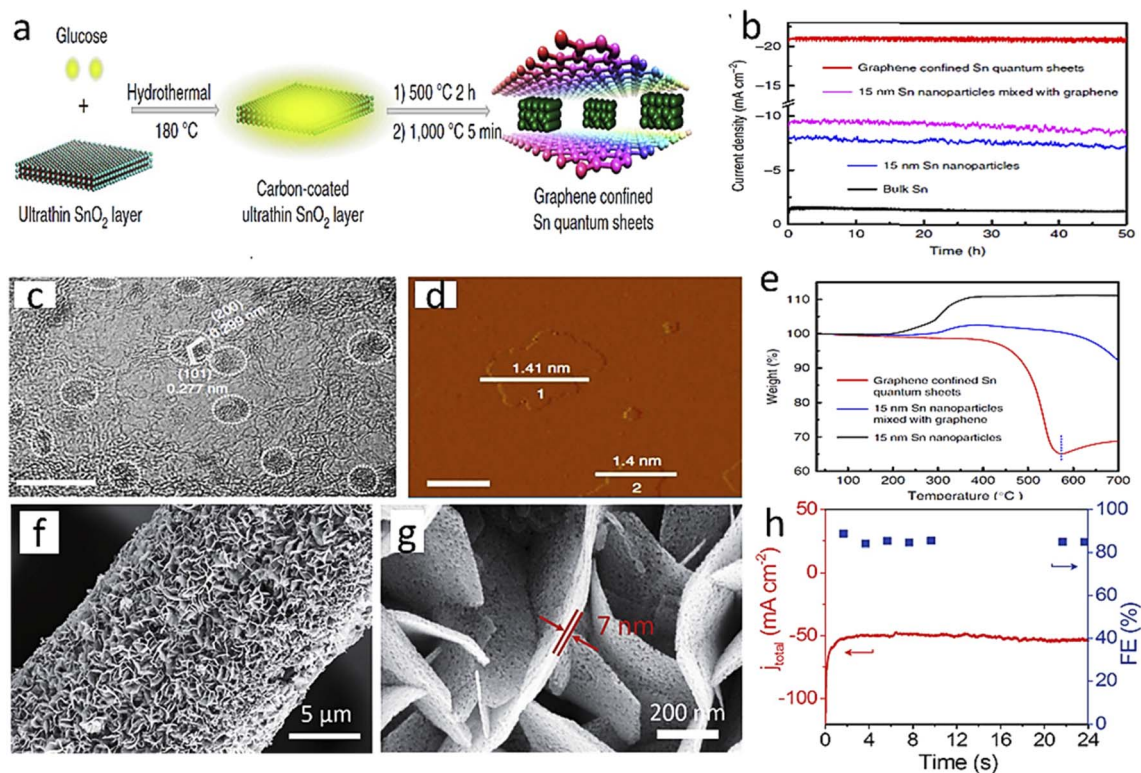 a
Glucose
+
Ultrathin SnO2 layer
Hydrothermal
180 °C
Carbon-coated
ultrathin SnO2 layer
1) 500 °C 2 h
2) 1,000 °C 5 min
Graphene confined
Sn quantum sheets
b
Current density (mA cm−2)
−20
−15
−10
−5
0
Graphene confined Sn quantum sheets
15 nm Sn nanoparticles mixed with graphene
15 nm Sn nanoparticles
Bulk Sn
0 10 20 30 40 50
Time (h)
c
(200)
0.299 nm
(101)
0.277 nm
d
1.41 nm
1
1.4 nm
2
e
Weight (%)
110
100
90
80
70
60
Graphene confined Sn
quantum sheets
15 nm Sn nanoparticles
mixed with graphene
15 nm Sn nanoparticles
100 200 300 400 500 600 700
Temperature (°C)
f
5 µm
g
7 nm
200 nm
h
jtotal (mA cm-2)
50
25
0
-25
-50
-75
-100
FE (%)
100
80
60
40
20
0
0 4 8 12 16 20 24
Time (s)